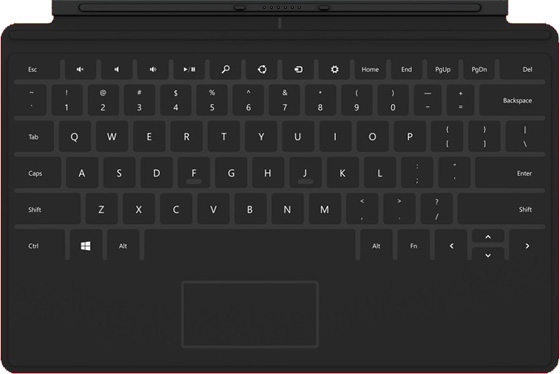 Esc Home End PgUp PgDn Del
~ ! @ # $ % ^ & * ( ) — +
` 1 2 3 4 5 6 7 8 9 0 - = Backspace
Tab Q W E R T Y U I O P { } |
[ ] \
Caps A S D F G H J K L : " Enter
; '
Shift Z X C V B N M < > ? Shift
, . /
Ctrl Alt Alt Fn